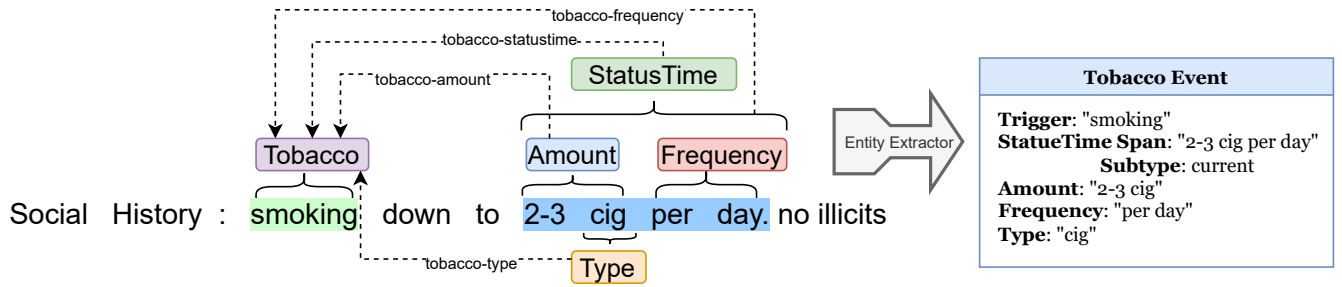 tobacco-frequency
tobacco-statustime
tobacco-amount
StatusTime
Tobacco
Amount
Frequency
Social History : smoking down to 2-3 cig per day. no illicits
tobacco-type
Type
Entity Extractor
Tobacco Event
Trigger: "smoking"
StatueTime Span: "2-3 cig per day"
Subtype: current
Amount: "2-3 cig"
Frequency: "per day"
Type: "cig"